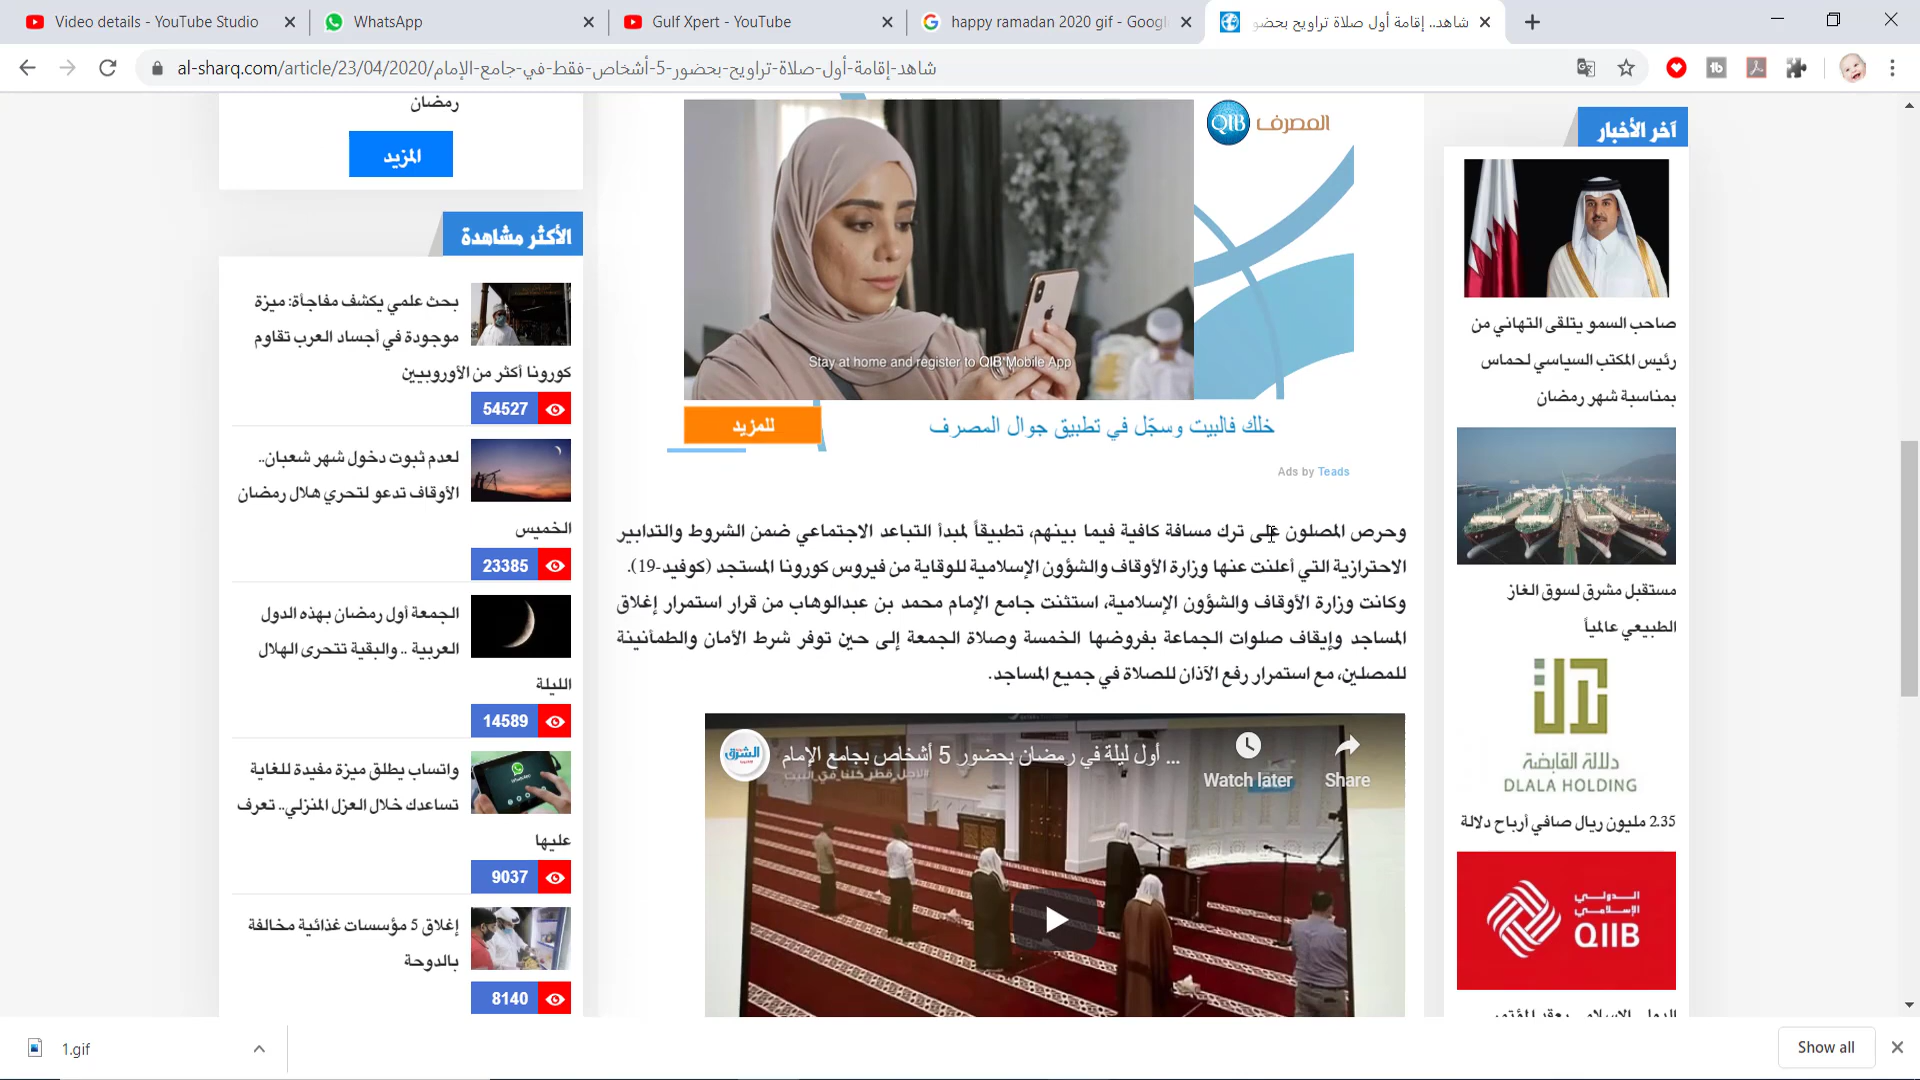 Video details - YouTube Studio
WhatsApp
Gulf Xpert - YouTube
happy ramadan 2020 gif - Googl
شاهد.. إقامة أول صلاة تراويح بحضو
al-sharq.com/article/23/04/2020/شاهد-إقامة-أول-صلاة-تراويح-بحضور-5-أشخاص-فقط-في-جامع-الإمام
آخر الأخبار
صاحب السمو يتلقى التهاني من
رئيس المكتب السياسي لحماس
بمناسبة شهر رمضان
مستقبل مشرق لسوق الغاز
الطبيعي عالمياً
دلالة القابضة
DLALA HOLDING
2.35 مليون ريال صافي أرباح دلالة
الدولي
الإسلامي
QIIB
المصرف
QIB
Stay at home and register to QIB Mobile App
خلك فالبيت وسجّل في تطبيق جوال المصرف
للمزيد
Ads by Teads
وحرص المصلون على ترك مسافة كافية فيما بينهم، تطبيقاً لمبدأ التباعد الاجتماعي ضمن الشروط والتدابير
الاحترازية التي أعلنت عنها وزارة الأوقاف والشؤون الإسلامية للوقاية من فيروس كورونا المستجد (كوفيد-19).
وكانت وزارة الأوقاف والشؤون الإسلامية، استثنت جامع الإمام محمد بن عبدالوهاب من قرار استمرار إغلاق
المساجد وإيقاف صلوات الجماعة بفروضها الخمسة وصلاة الجمعة إلى حين توفر شرط الأمان والطمأنينة
للمصلين، مع استمرار رفع الآذان للصلاة في جميع المساجد.
الشرق
أول ليلة في رمضان بحضور 5 أشخاص بجامع الإمام ...
Watch later
Share
رمضان
المزيد
الأكثر مشاهدة
بحث علمي يكشف مفاجأة: ميزة
موجودة في أجساد العرب تقاوم
كورونا أكثر من الأوروبيين
54527
لعدم ثبوت دخول شهر شعبان..
الأوقاف تدعو لتحري هلال رمضان
الخميس
23385
الجمعة أول رمضان بهذه الدول
العربية .. والبقية تتحرى الهلال
الليلة
14589
واتساب يطلق ميزة مفيدة للغاية
تساعدك خلال العزل المنزلي.. تعرف
عليها
9037
إغلاق 5 مؤسسات غذائية مخالفة
بالدوحة
8140
1.gif
Show all